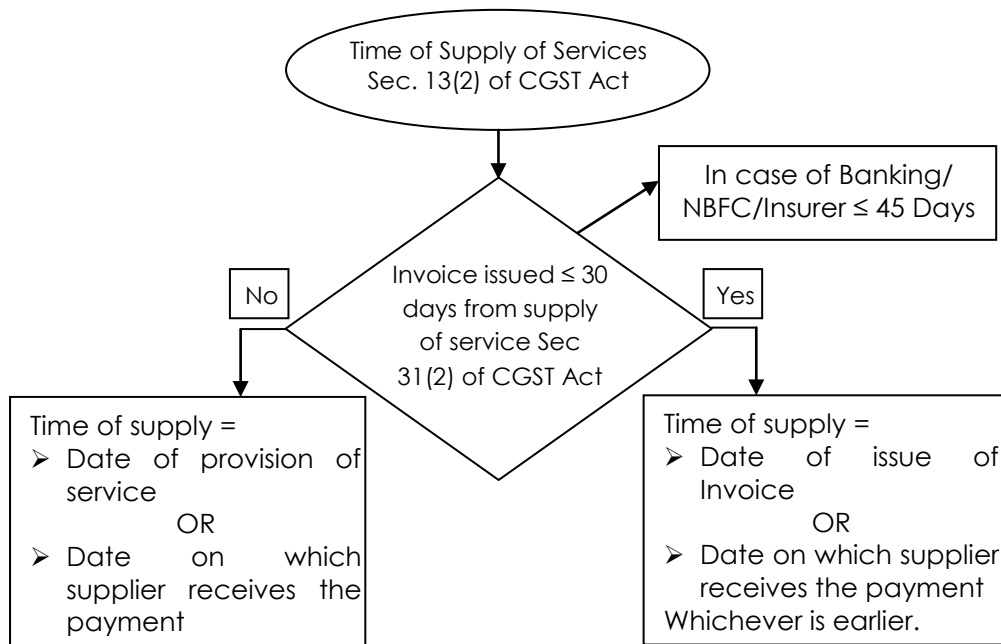 Time of Supply of Services
Sec. 13(2) of CGST Act
In case of Banking/
NBFC/Insurer ≤ 45 Days
Invoice issued ≤ 30
days from supply
of service Sec
31(2) of CGST Act
No
Yes
Time of supply =
➢ Date of provision of
service
OR
➢ Date on which
supplier receives the
payment
Time of supply =
➢ Date of issue of
Invoice
OR
➢ Date on which supplier
receives the payment
Whichever is earlier.